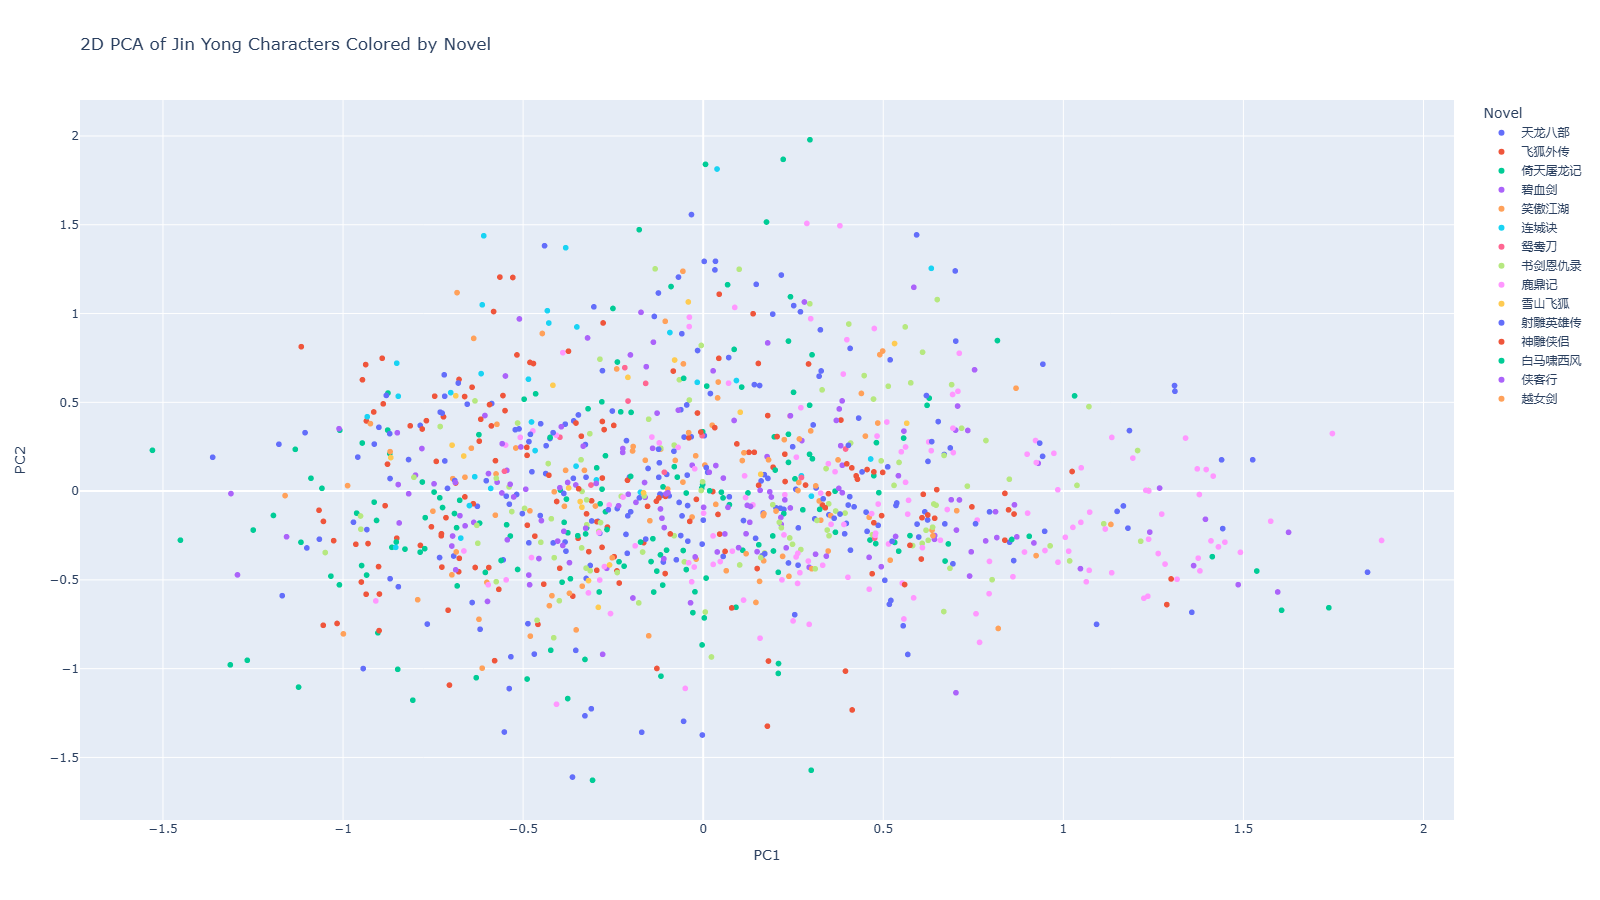 2D PCA of Jin Yong Characters Colored by Novel
Novel
天龙八部
飞狐外传
倚天屠龙记
碧血剑
笑傲江湖
连城诀
鸳鸯刀
书剑恩仇录
鹿鼎记
雪山飞狐
射雕英雄传
神雕侠侣
白马啸西风
侠客行
越女剑
PC2
2
1.5
1
0.5
0
−0.5
−1
−1.5
−1.5
−1
−0.5
0
0.5
1
1.5
2
PC1